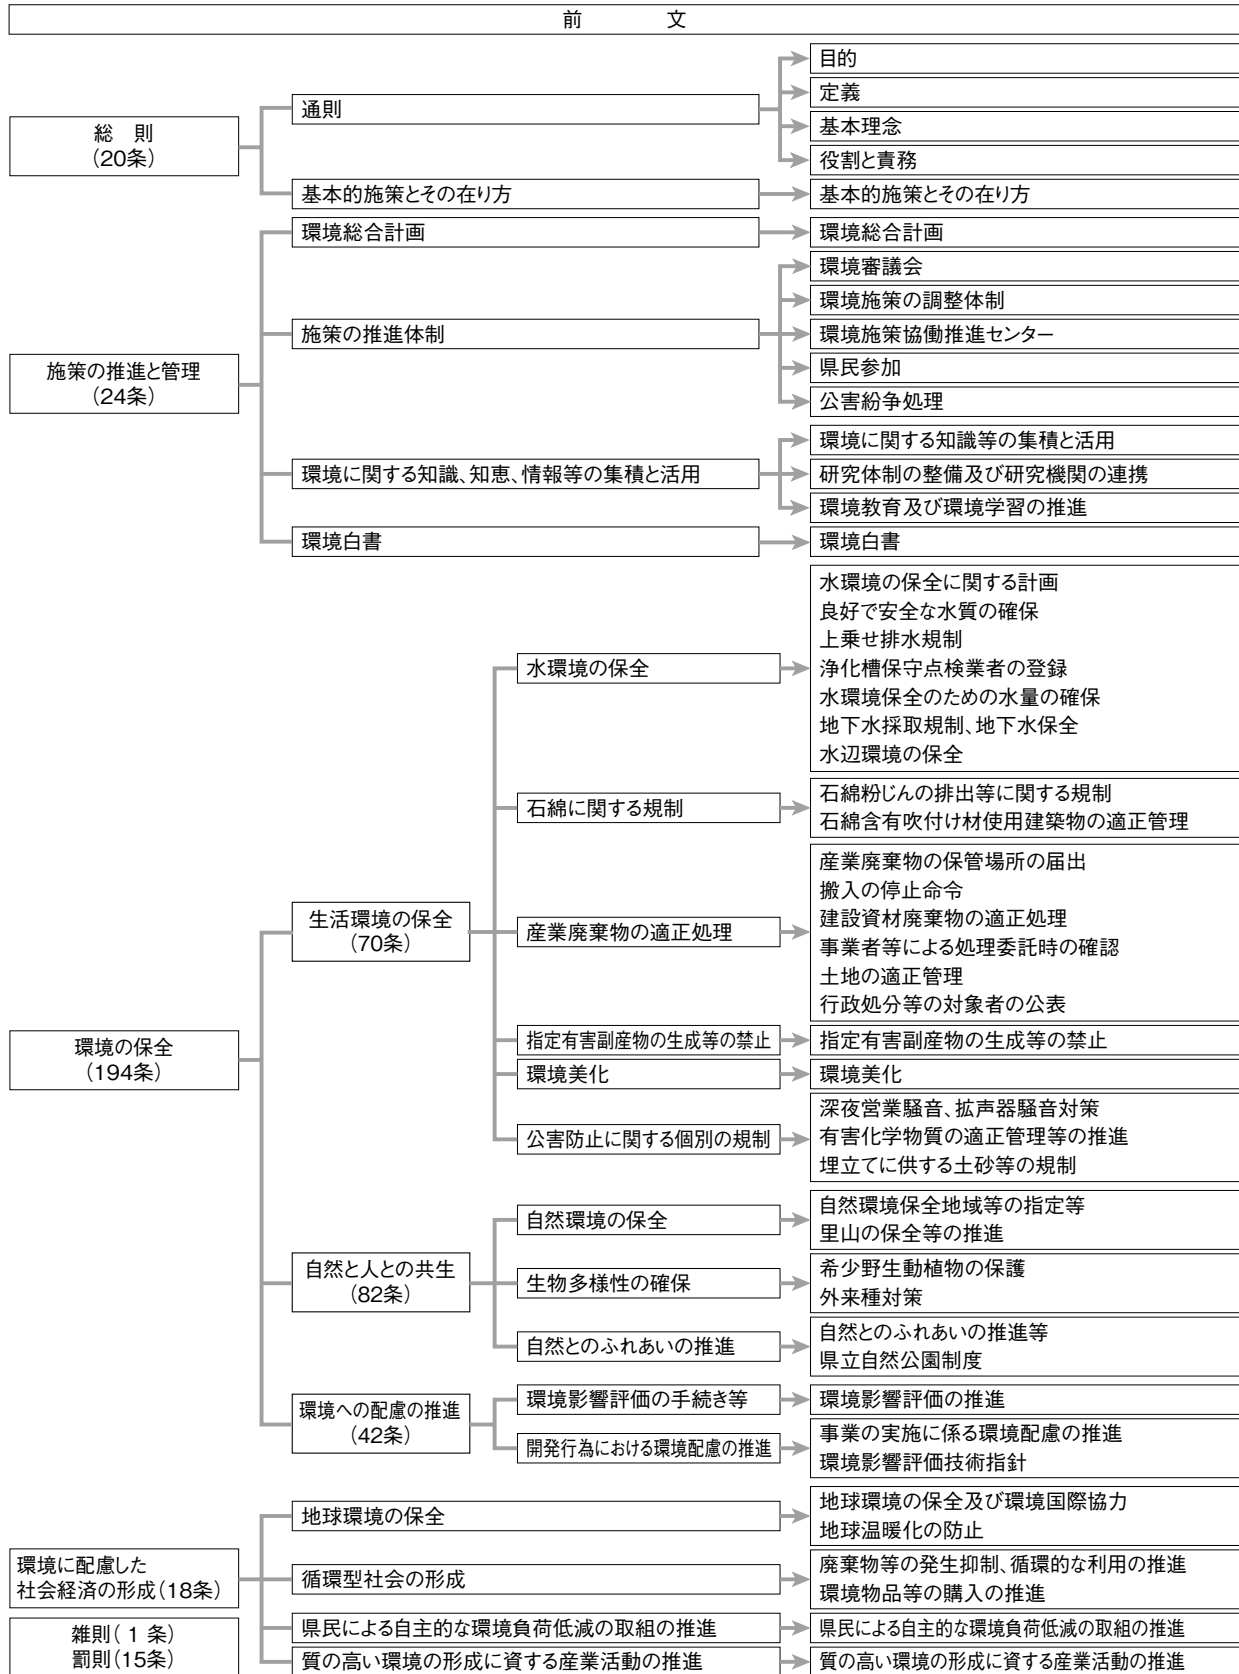 前　文
総　則
(20条)
通則
目的
定義
基本理念
役割と責務
基本的施策とその在り方
基本的施策とその在り方
施策の推進と管理
(24条)
環境総合計画
環境総合計画
施策の推進体制
環境審議会
環境施策の調整体制
環境施策協働推進センター
県民参加
公害紛争処理
環境に関する知識、知恵、情報等の集積と活用
環境に関する知識等の集積と活用
研究体制の整備及び研究機関の連携
環境教育及び環境学習の推進
環境白書
環境白書
環境の保全
(194条)
生活環境の保全
(70条)
水環境の保全
水環境の保全に関する計画
良好で安全な水質の確保
上乗せ排水規制
浄化槽保守点検業者の登録
水環境保全のための水量の確保
地下水採取規制、地下水保全
水辺環境の保全
石綿に関する規制
石綿粉じんの排出等に関する規制
石綿含有吹付け材使用建築物の適正管理
産業廃棄物の適正処理
産業廃棄物の保管場所の届出
搬入の停止命令
建設資材廃棄物の適正処理
事業者等による処理委託時の確認
土地の適正管理
行政処分等の対象者の公表
指定有害副産物の生成等の禁止
指定有害副産物の生成等の禁止
環境美化
環境美化
公害防止に関する個別の規制
深夜営業騒音、拡声器騒音対策
有害化学物質の適正管理等の推進
埋立てに供する土砂等の規制
自然と人との共生
(82条)
自然環境の保全
自然環境保全地域等の指定等
里山の保全等の推進
生物多様性の確保
希少野生動植物の保護
外来種対策
自然とのふれあいの推進
自然とのふれあいの推進等
県立自然公園制度
環境への配慮の推進
(42条)
環境影響評価の手続き等
環境影響評価の推進
開発行為における環境配慮の推進
事業の実施に係る環境配慮の推進
環境影響評価技術指針
環境に配慮した
社会経済の形成(18条)
地球環境の保全
地球環境の保全及び環境国際協力
地球温暖化の防止
循環型社会の形成
廃棄物等の発生抑制、循環的な利用の推進
環境物品等の購入の推進
県民による自主的な環境負荷低減の取組の推進
県民による自主的な環境負荷低減の取組の推進
質の高い環境の形成に資する産業活動の推進
質の高い環境の形成に資する産業活動の推進
雑則( 1 条)
罰則(15条)